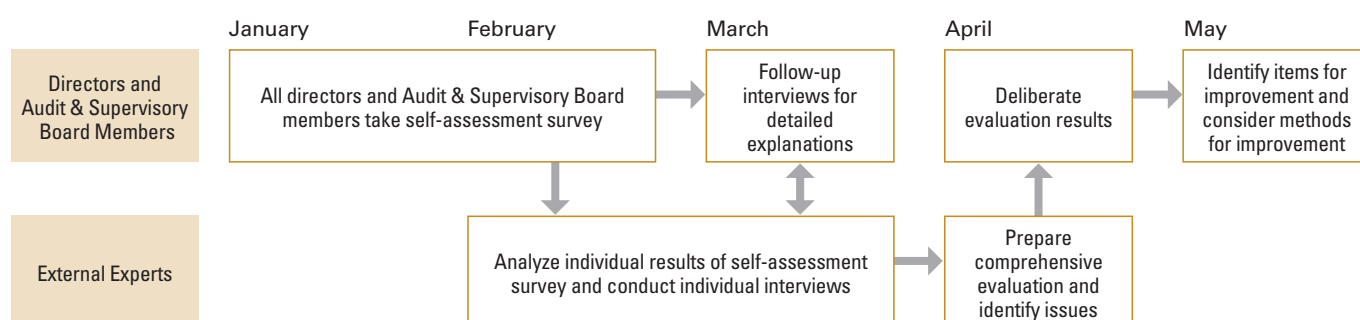 January February March April May
Directors and
Audit & Supervisory
Board Members
All directors and Audit & Supervisory Board
members take self-assessment survey
Follow-up
interviews for
detailed
explanations
Deliberate
evaluation results
Identify items for
improvement and
consider methods
for improvement
External Experts
Analyze individual results of self-assessment
survey and conduct individual interviews
Prepare
comprehensive
evaluation and
identify issues